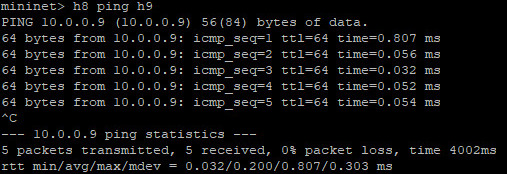 mininet> h8 ping h9
PING 10.0.0.9 (10.0.0.9) 56(84) bytes of data.
64 bytes from 10.0.0.9: icmp_seq=1 ttl=64 time=0.807 ms
64 bytes from 10.0.0.9: icmp_seq=2 ttl=64 time=0.056 ms
64 bytes from 10.0.0.9: icmp_seq=3 ttl=64 time=0.032 ms
64 bytes from 10.0.0.9: icmp_seq=4 ttl=64 time=0.052 ms
64 bytes from 10.0.0.9: icmp_seq=5 ttl=64 time=0.054 ms
^C
--- 10.0.0.9 ping statistics ---
5 packets transmitted, 5 received, 0% packet loss, time 4002ms
rtt min/avg/max/mdev = 0.032/0.200/0.807/0.303 ms